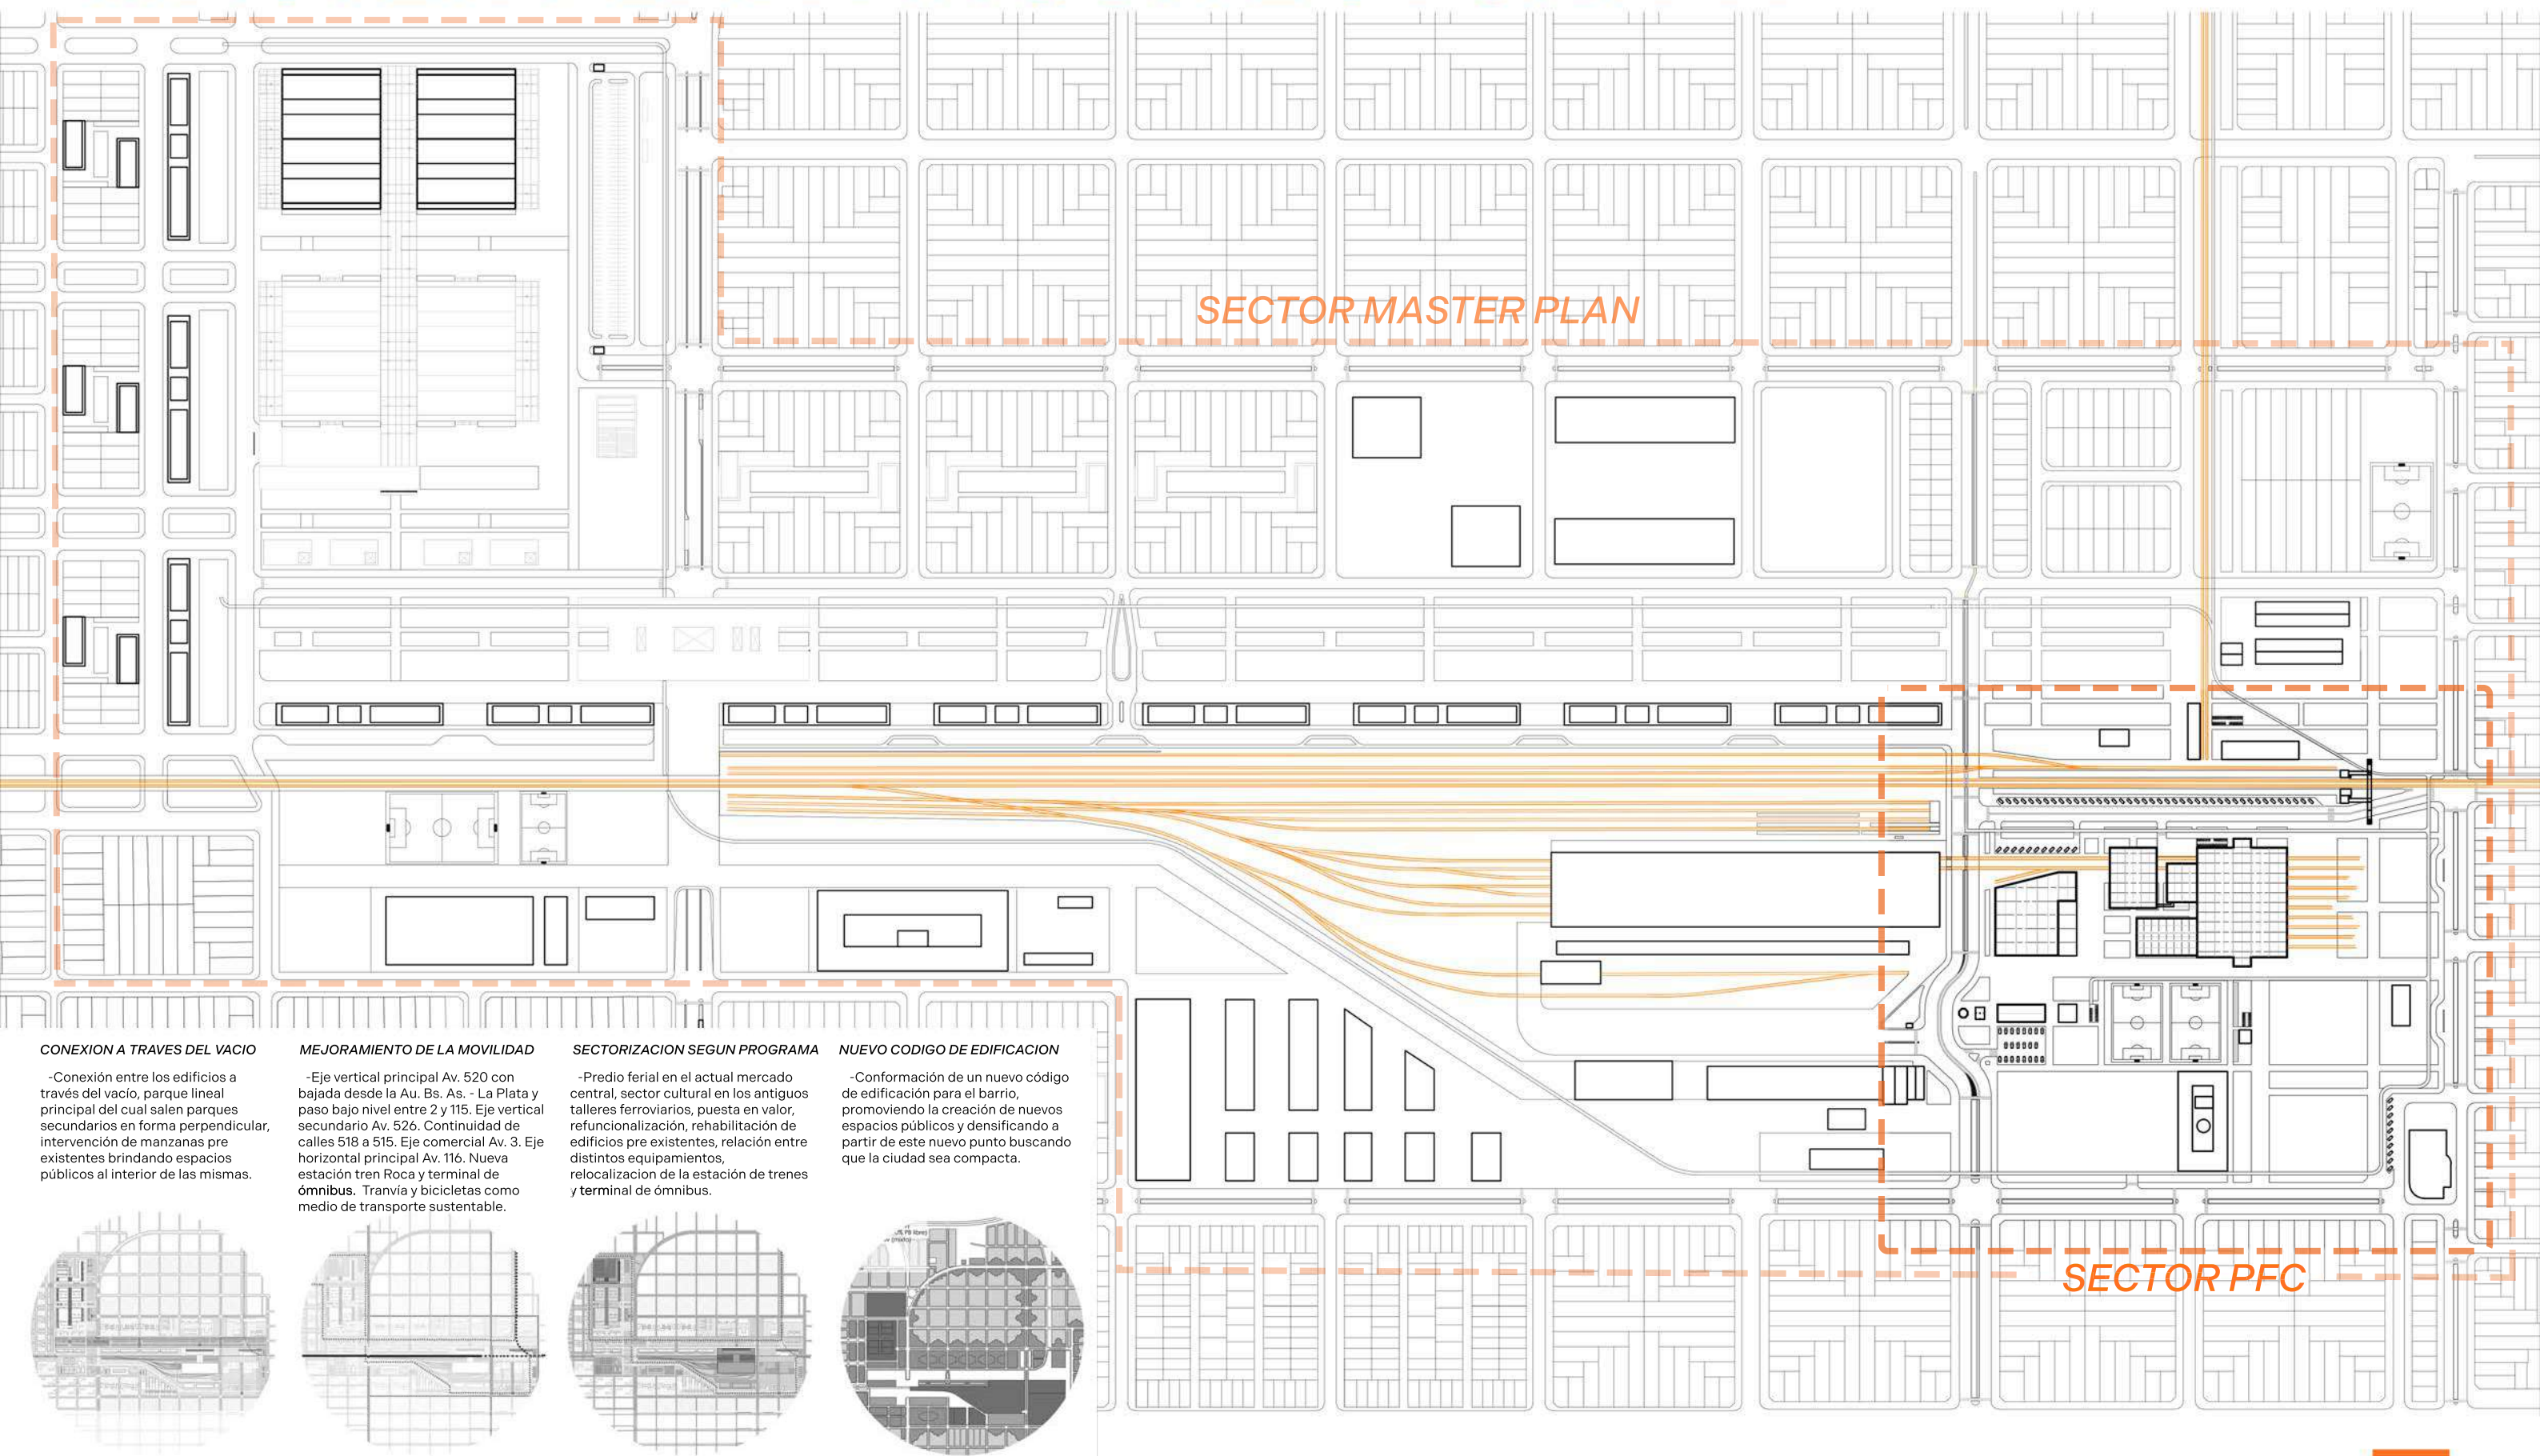 SECTOR MASTER PLAN
SECTOR PFC
CONEXION A TRAVES DEL VACIO
-Conexión entre los edificios a
través del vacío, parque lineal
principal del cual salen parques
secundarios en forma perpendicular,
intervención de manzanas pre
existentes brindando espacios
públicos al interior de las mismas.
MEJORAMIENTO DE LA MOVILIDAD
-Eje vertical principal Av. 520 con
bajada desde la Au. Bs. As. - La Plata y
paso bajo nivel entre 2 y 115. Eje vertical
secundario Av. 526. Continuidad de
calles 518 a 515. Eje comercial Av. 3. Eje
horizontal principal Av. 116. Nueva
estación tren Roca y terminal de
ómnibus. Tranvía y bicicletas como
medio de transporte sustentable.
SECTORIZACION SEGUN PROGRAMA
-Predio ferial en el actual mercado
central, sector cultural en los antiguos
talleres ferroviarios, puesta en valor,
refuncionalización, rehabilitación de
edificios pre existentes, relación entre
distintos equipamientos,
relocalizacion de la estación de trenes
y terminal de ómnibus.
NUEVO CODIGO DE EDIFICACION
-Conformación de un nuevo código
de edificación para el barrio,
promoviendo la creación de nuevos
espacios públicos y densificando a
partir de este nuevo punto buscando
que la ciudad sea compacta.